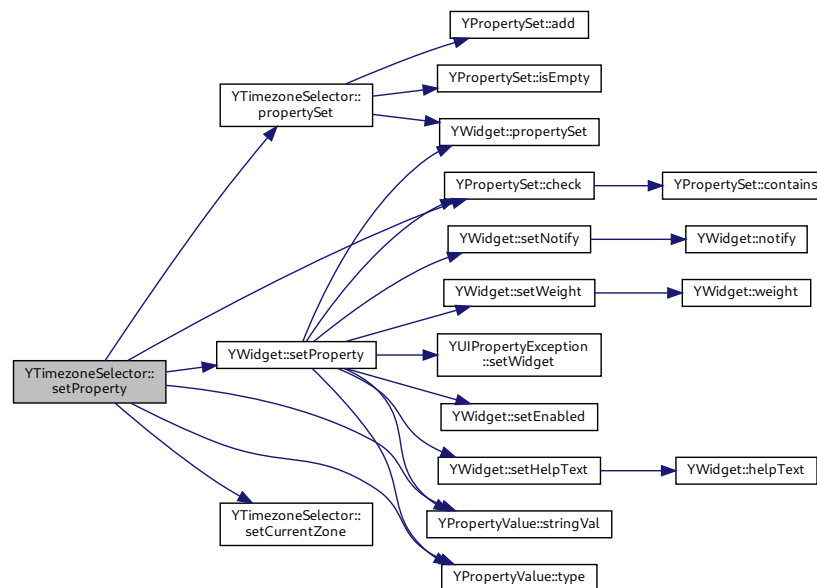 YPropertySet::add
YPropertySet::isEmpty
YTimezoneSelector::
propertySet
YWidget::propertySet
YPropertySet::check
YPropertySet::contains
YWidget::setNotify
YWidget::notify
YWidget::setWeight
YWidget::weight
YWidget::setProperty
YUIPropertyException
::setWidget
YTimezoneSelector::
setProperty
YWidget::setEnabled
YWidget::setHelpText
YWidget::helpText
YTimezoneSelector::
setCurrentZone
YPropertyValue::stringVal
YPropertyValue::type